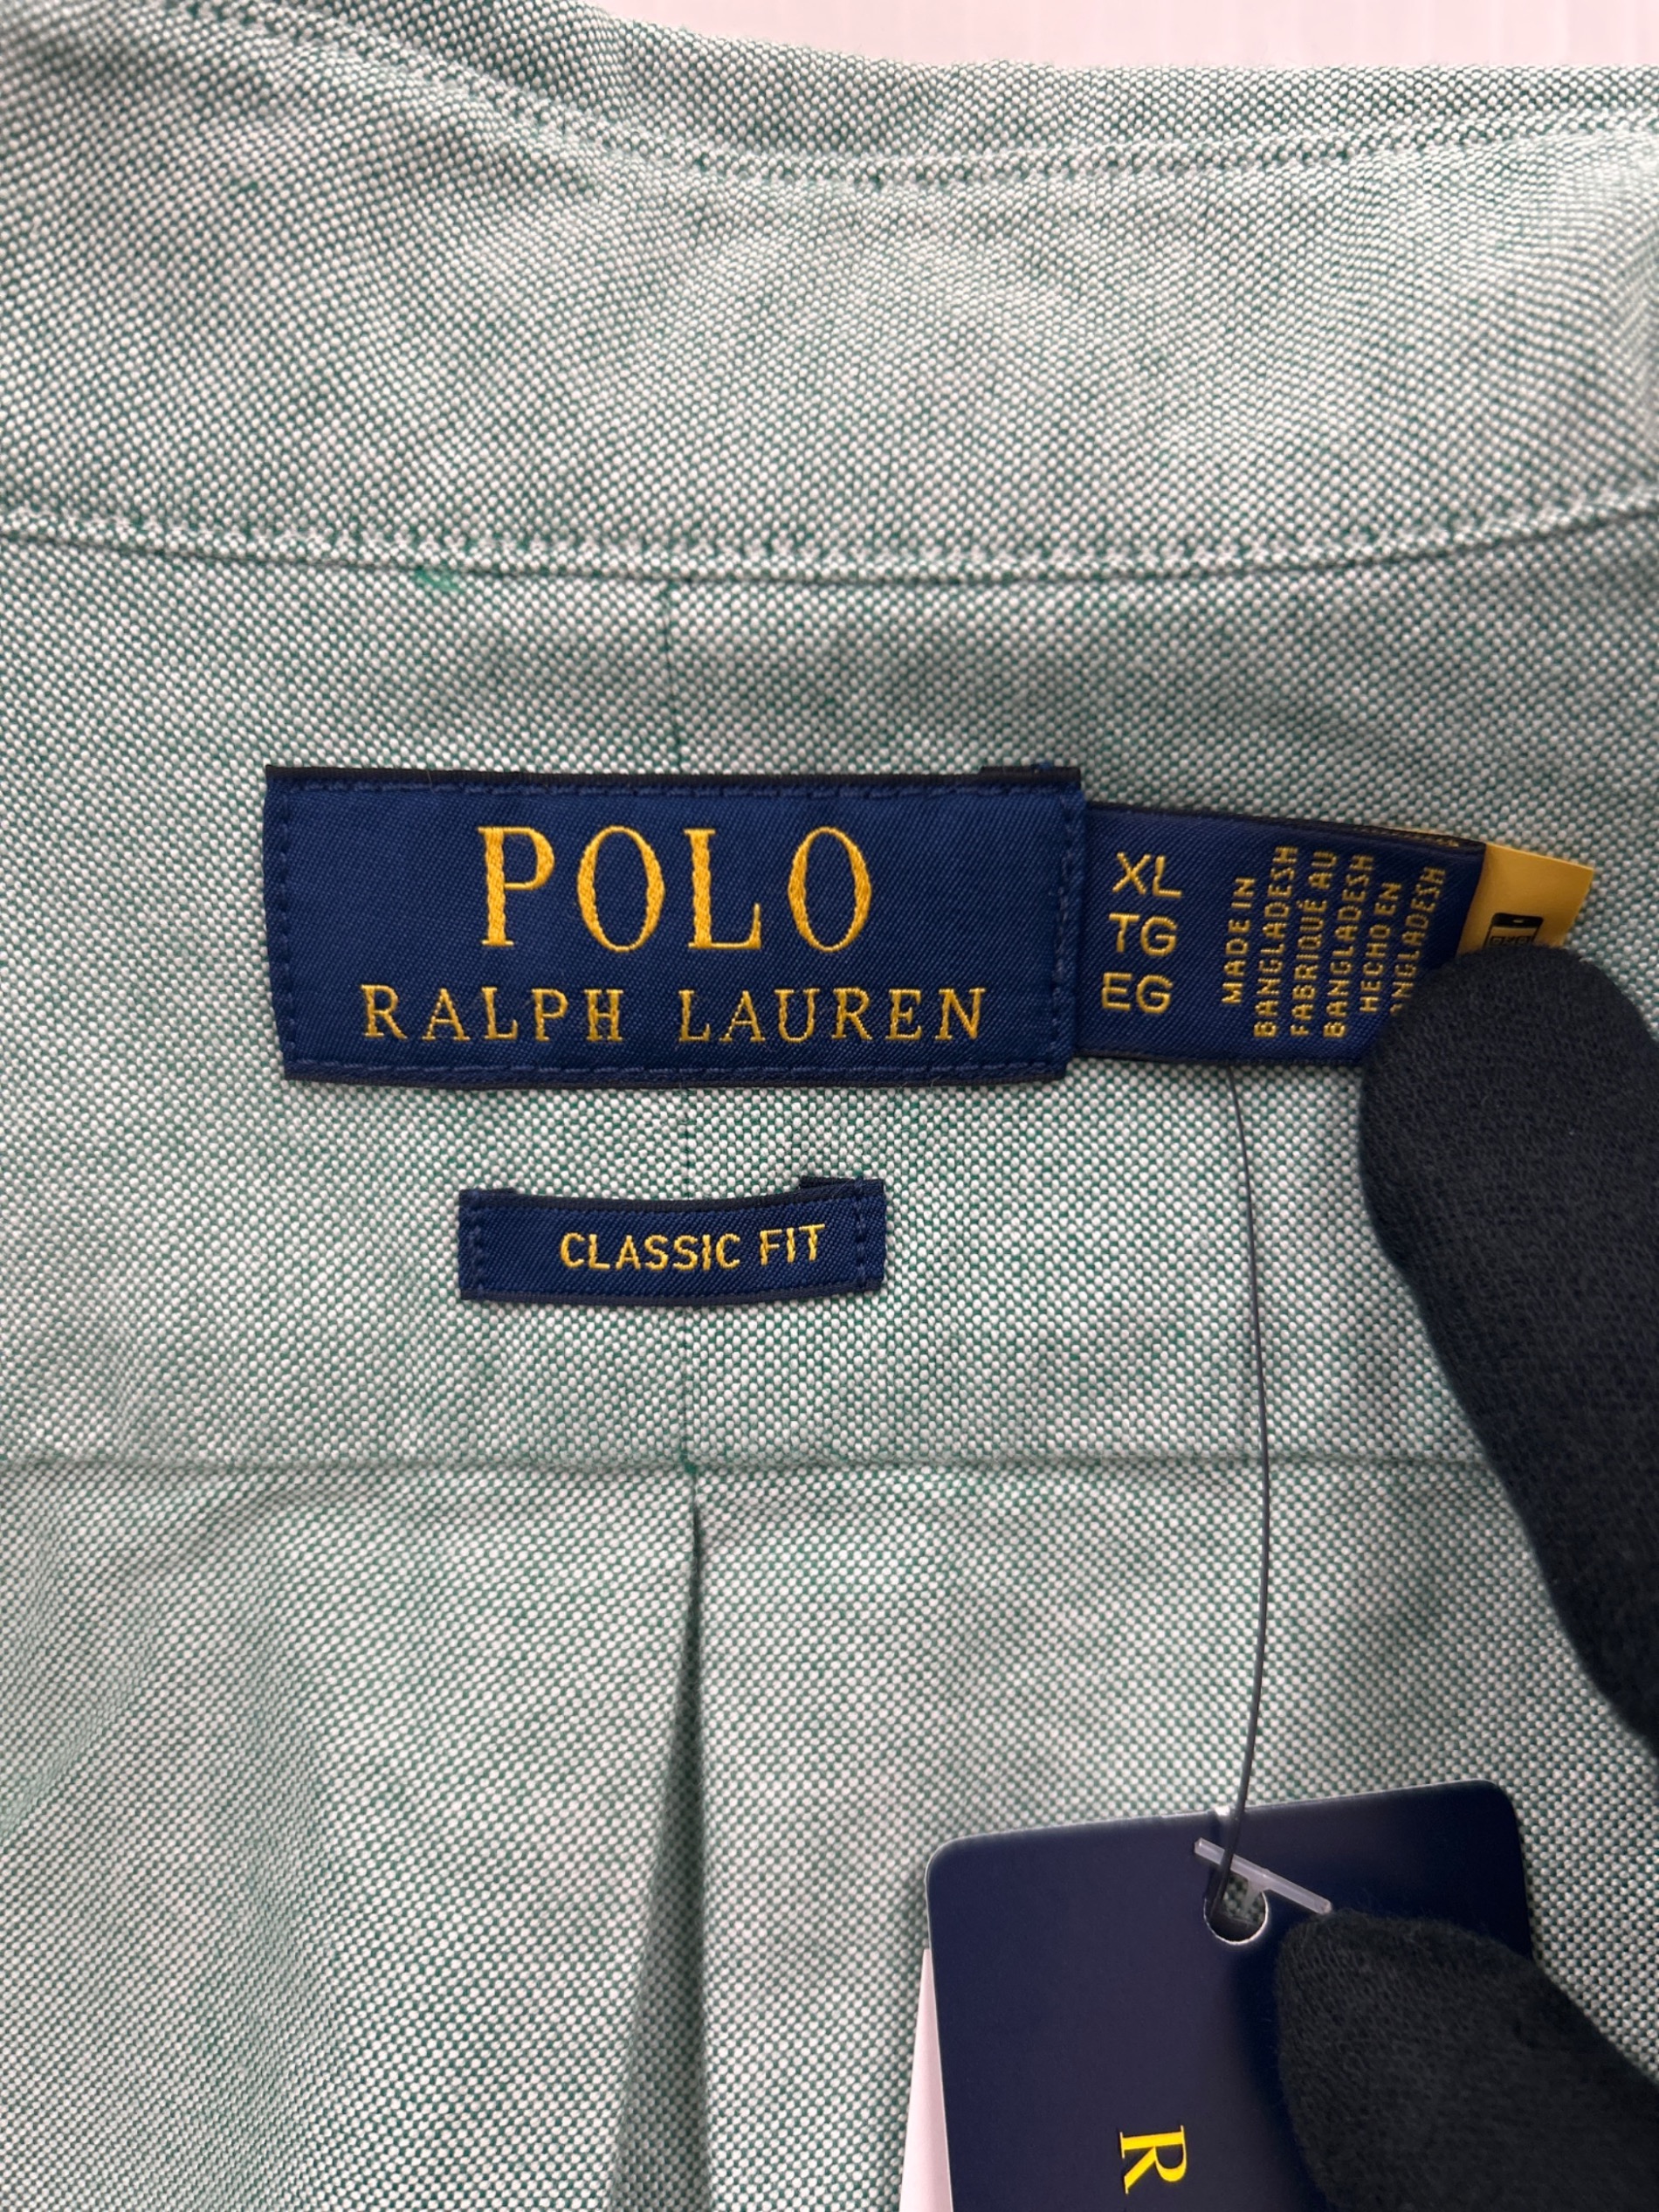 POLO
RALPH LAUREN
XL
TG
EG
MADE IN
BANGLADESH
FABRIQUÉ AU
BANGLADESH
HECHO EN
CLASSIC FIT
R